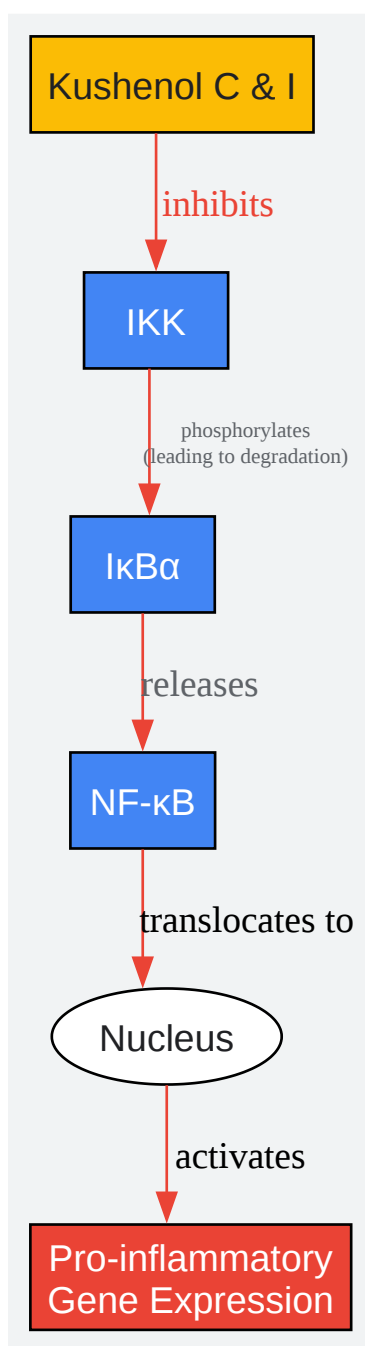 Kushenol C & I
inhibits
IKK
phosphorylates
(leading to degradation)
IκBα
releases
NF-κB
translocates to
Nucleus
activates
Pro-inflammatory
Gene Expression